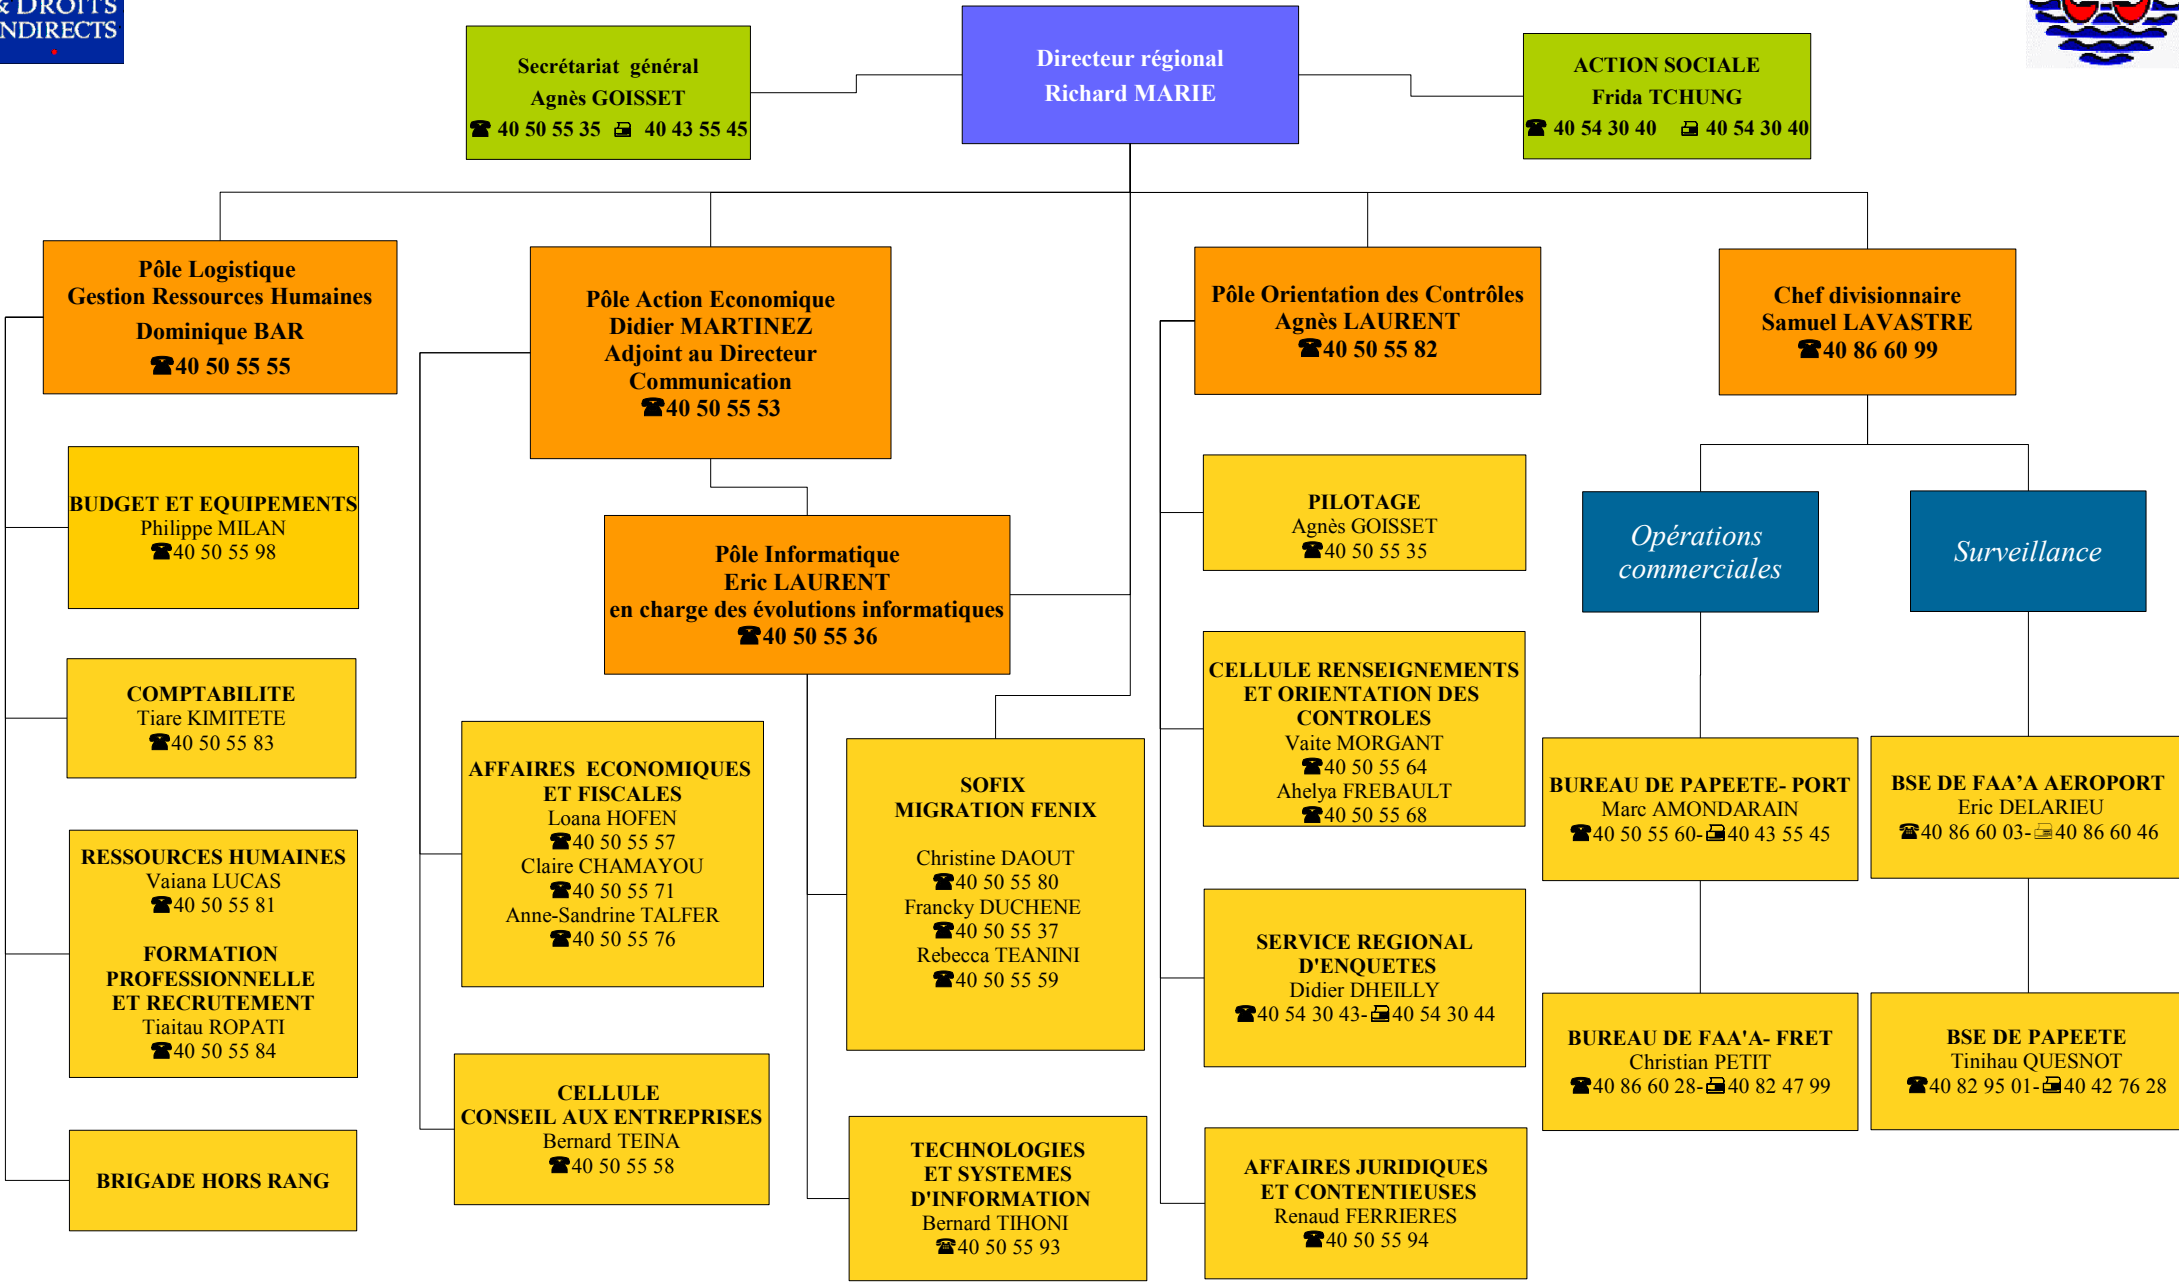 & DROITS
INDIRECTS
Secrétariat général
Agnès GOISSET
☎ 40 50 55 35 🖷 40 43 55 45
Directeur régional
Richard MARIE
ACTION SOCIALE
Frida TCHUNG
☎ 40 54 30 40 🖷 40 54 30 40
Pôle Logistique
Gestion Ressources Humaines
Dominique BAR
☎40 50 55 55
Pôle Action Economique
Didier MARTINEZ
Adjoint au Directeur
Communication
☎40 50 55 53
Pôle Orientation des Contrôles
Agnès LAURENT
☎40 50 55 82
Chef divisionnaire
Samuel LAVASTRE
☎40 86 60 99
BUDGET ET EQUIPEMENTS
Philippe MILAN
☎40 50 55 98
COMPTABILITE
Tiare KIMITETE
☎40 50 55 83
RESSOURCES HUMAINES
Vaiana LUCAS
☎40 50 55 81
FORMATION
PROFESSIONNELLE
ET RECRUTEMENT
Tiaitau ROPATI
☎40 50 55 84
BRIGADE HORS RANG
Pôle Informatique
Eric LAURENT
en charge des évolutions informatiques
☎40 50 55 36
AFFAIRES ECONOMIQUES
ET FISCALES
Loana HOFEN
☎40 50 55 57
Claire CHAMAYOU
☎40 50 55 71
Anne-Sandrine TALFER
☎40 50 55 76
CELLULE
CONSEIL AUX ENTREPRISES
Bernard TEINA
☎40 50 55 58
SOFIX
MIGRATION FENIX
Christine DAOUT
☎40 50 55 80
Francky DUCHENE
☎40 50 55 37
Rebecca TEANINI
☎40 50 55 59
TECHNOLOGIES
ET SYSTEMES
D'INFORMATION
Bernard TIHONI
☎40 50 55 93
PILOTAGE
Agnès GOISSET
☎40 50 55 35
CELLULE RENSEIGNEMENTS
ET ORIENTATION DES
CONTROLES
Vaite MORGANT
☎40 50 55 64
Ahelya FREBAULT
☎40 50 55 68
SERVICE REGIONAL
D'ENQUETES
Didier DHEILLY
☎40 54 30 43-🖷40 54 30 44
AFFAIRES JURIDIQUES
ET CONTENTIEUSES
Renaud FERRIERES
☎40 50 55 94
Opérations
commerciales
Surveillance
BUREAU DE PAPEETE- PORT
Marc AMONDARAIN
☎40 50 55 60-🖷40 43 55 45
BSE DE FAA’A AEROPORT
Eric DELARIEU
☎40 86 60 03-🖷40 86 60 46
BUREAU DE FAA'A- FRET
Christian PETIT
☎40 86 60 28-🖷40 82 47 99
BSE DE PAPEETE
Tinihau QUESNOT
☎40 82 95 01-🖷40 42 76 28